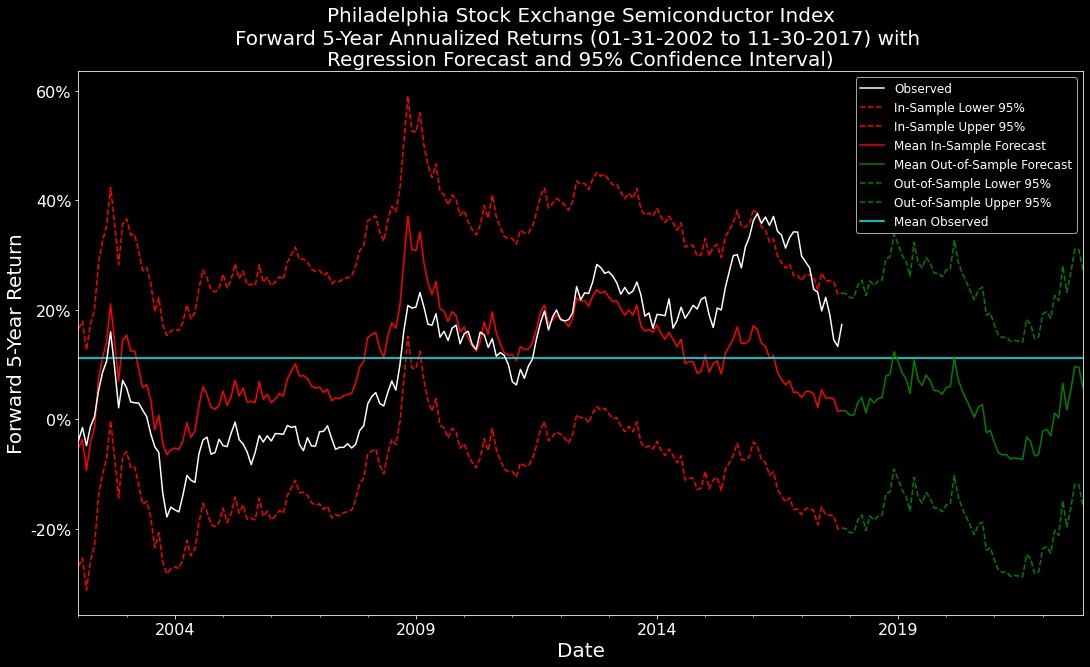 Philadelphia Stock Exchange Semiconductor Index
Forward 5-Year Annualized Returns (01-31-2002 to 11-30-2017) with
Regression Forecast and 95% Confidence Interval)
60%
40%
20%
0%
-20%
Forward 5-Year Return
Observed
In-Sample Lower 95%
In-Sample Upper 95%
Mean In-Sample Forecast
Mean Out-of-Sample Forecast
Out-of-Sample Lower 95%
Out-of-Sample Upper 95%
Mean Observed
2004
2009
2014
2019
Date